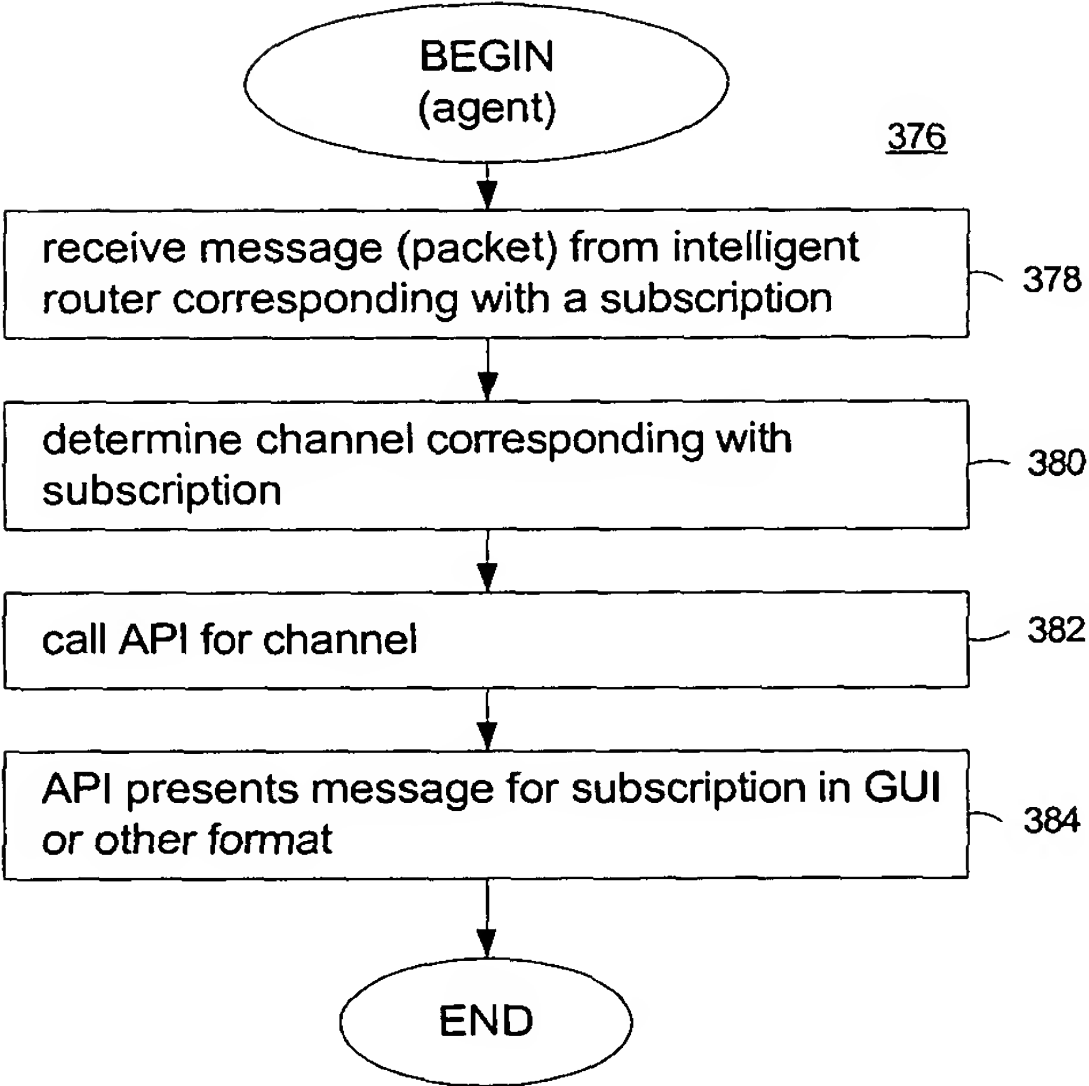 BEGIN
(agent)
376
receive message (packet) from intelligent
router corresponding with a subscription
378
determine channel corresponding with
subscription
380
call API for channel
382
API presents message for subscription in GUI
or other format
384
END